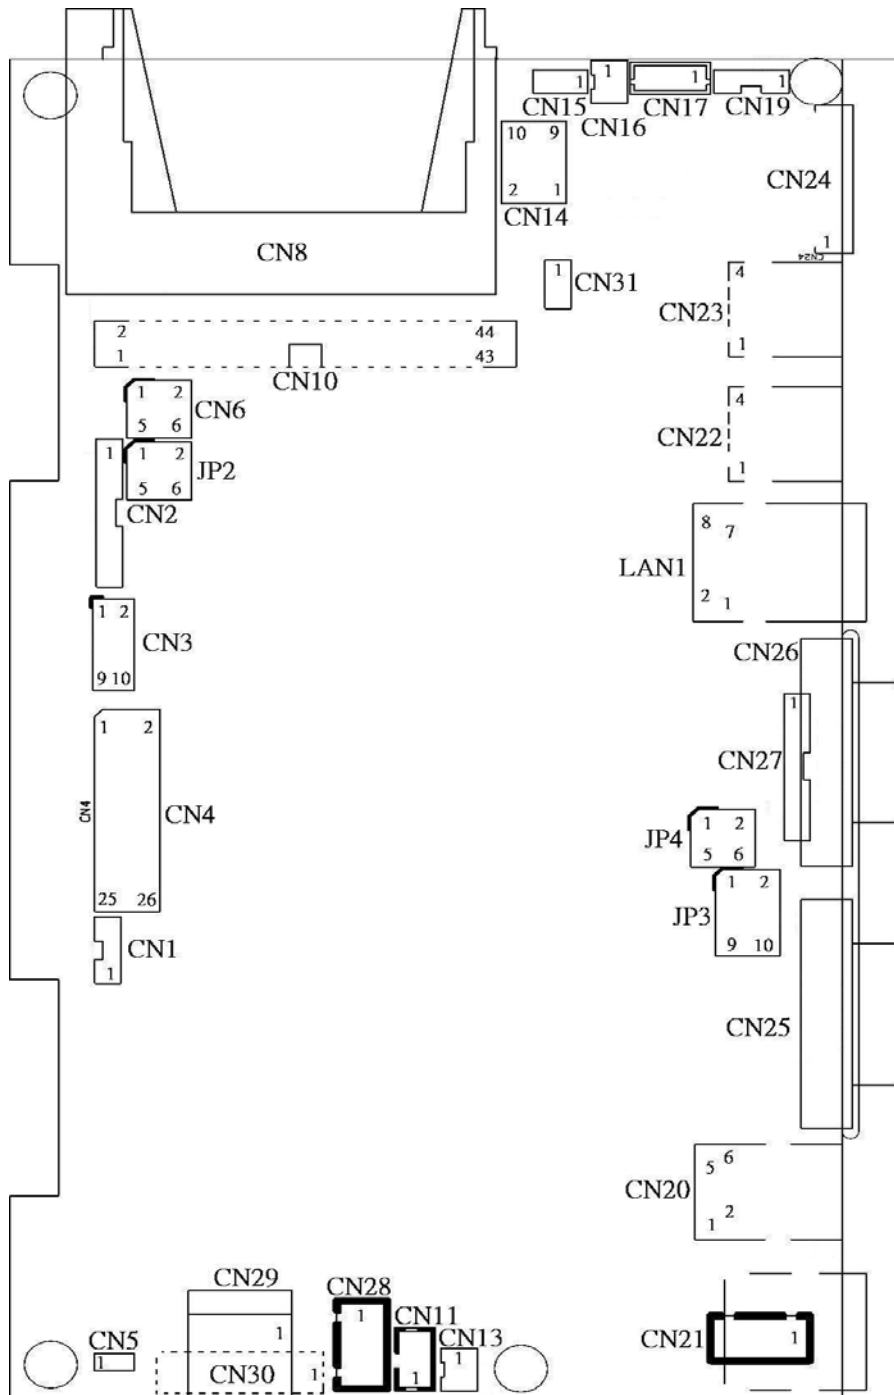 1 1 1 1
CN15 CN16 CN17 CN19
10 9
2 1
CN14
CN24
1
CN24
CN8
1
CN31
4
CN23
1
2 44
1 43
CN10
1 2
CN6
5 6
4
CN22
1
1 1 2
JP2
5 6
CN2
8 7
LAN1
2 1
1 2
CN3
9 10
CN26
1
CN27
1 2
CN4
CN4
25 26
1 2
JP4
5 6
1 2
JP3
9 10
CN1
1
CN25
6
5
CN20
2
1
CN29
CN28
1
CN11
CN13
1
CN5
1
1
CN30
1
1
CN21
1